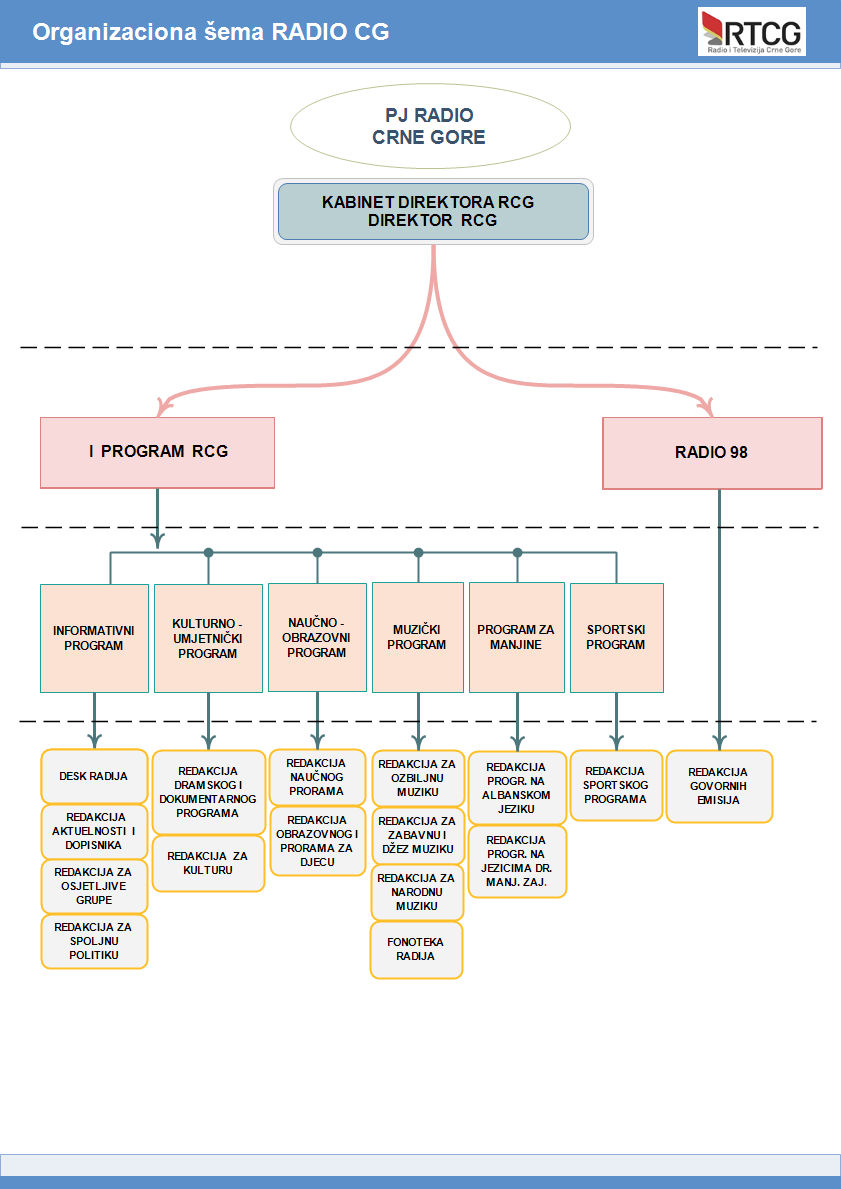 Organizaciona šema RADIO CG
RTCG
Radio i Televizija Crne Gore
PJ RADIO
CRNE GORE
KABINET DIREKTORA RCG
DIREKTOR RCG
I PROGRAM RCG
RADIO 98
INFORMATIVNI
PROGRAM
KULTURNO -
UMJETNIČKI
PROGRAM
NAUČNO -
OBRAZOVNI
PROGRAM
MUZIČKI
PROGRAM
PROGRAM ZA
MANJINE
SPORTSKI
PROGRAM
DESK RADIJA
REDAKCIJA
AKTUELNOSTI I
DOPISNIKA
REDAKCIJA ZA
OSJETLJIVE
GRUPE
REDAKCIJA ZA
SPOLJNU
POLITIKU
REDAKCIJA
DRAMSKOG I
DOKUMENTARNOG
PROGRAMA
REDAKCIJA ZA
KULTURU
REDAKCIJA
NAUČNOG
PRORAMA
REDAKCIJA
OBRAZOVNOG I
PRORAMA ZA
DJECU
REDAKCIJA ZA
OZBILJNU
MUZIKU
REDAKCIJA ZA
ZABAVNU I
DŽEZ MUZIKU
REDAKCIJA ZA
NARODNU
MUZIKU
FONOTEKA
RADIJA
REDAKCIJA
PROGR. NA
ALBANSKOM
JEZIKU
REDAKCIJA
PROGR. NA
JEZICIMA DR.
MANJ. ZAJ.
REDAKCIJA
SPORTSKOG
PROGRAMA
REDAKCIJA
GOVORNIH
EMISIJA